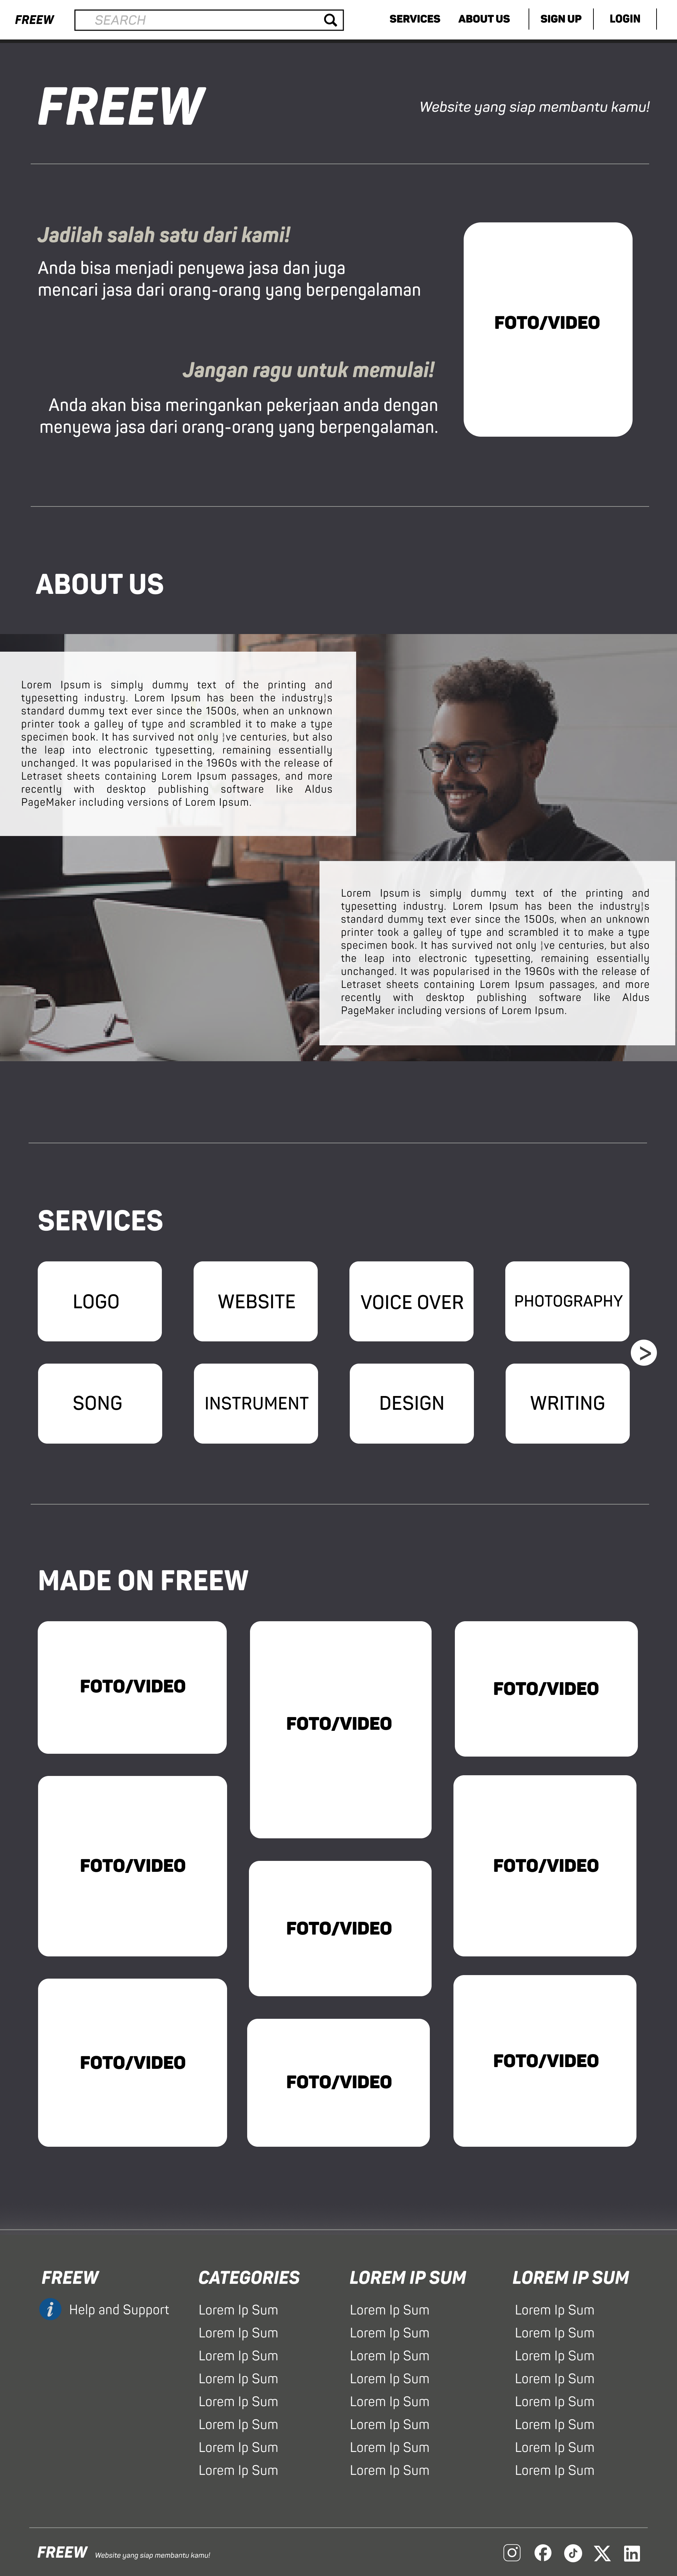 FREEW
SEARCH
SERVICES
ABOUT US
SIGN UP
LOGIN
FREEW
Website yang siap membantu kamu!
Jadilah salah satu dari kami!
Anda bisa menjadi penyewa jasa dan juga
mencari jasa dari orang-orang yang berpengalaman
FOTO/VIDEO
Jangan ragu untuk memulai!
Anda akan bisa meringankan pekerjaan anda dengan
menyewa jasa dari orang-orang yang berpengalaman.
ABOUT US
Lorem Ipsum is simply dummy text of the printing and
typesetting industry. Lorem Ipsum has been the industry|s
standard dummy text ever since the 1500s, when an unknown
printer took a galley of type and scrambled it to make a type
specimen book. It has survived not only |ve centuries, but also
the leap into electronic typesetting, remaining essentially
unchanged. It was popularised in the 1960s with the release of
Letraset sheets containing Lorem Ipsum passages, and more
recently with desktop publishing software like Aldus
PageMaker including versions of Lorem Ipsum.
Lorem Ipsum is simply dummy text of the printing and
typesetting industry. Lorem Ipsum has been the industry|s
standard dummy text ever since the 1500s, when an unknown
printer took a galley of type and scrambled it to make a type
specimen book. It has survived not only |ve centuries, but also
the leap into electronic typesetting, remaining essentially
unchanged. It was popularised in the 1960s with the release of
Letraset sheets containing Lorem Ipsum passages, and more
recently with desktop publishing software like Aldus
PageMaker including versions of Lorem Ipsum.
SERVICES
LOGO
WEBSITE
VOICE OVER
PHOTOGRAPHY
>
SONG
INSTRUMENT
DESIGN
WRITING
MADE ON FREEW
FOTO/VIDEO
FOTO/VIDEO
FOTO/VIDEO
FOTO/VIDEO
FOTO/VIDEO
FOTO/VIDEO
FOTO/VIDEO
FOTO/VIDEO
FOTO/VIDEO
FREEW
i Help and Support
CATEGORIES
Lorem Ip Sum
Lorem Ip Sum
Lorem Ip Sum
Lorem Ip Sum
Lorem Ip Sum
Lorem Ip Sum
Lorem Ip Sum
Lorem Ip Sum
LOREM IP SUM
Lorem Ip Sum
Lorem Ip Sum
Lorem Ip Sum
Lorem Ip Sum
Lorem Ip Sum
Lorem Ip Sum
Lorem Ip Sum
Lorem Ip Sum
LOREM IP SUM
Lorem Ip Sum
Lorem Ip Sum
Lorem Ip Sum
Lorem Ip Sum
Lorem Ip Sum
Lorem Ip Sum
Lorem Ip Sum
Lorem Ip Sum
FREEW
Website yang siap membantu kamu!
in